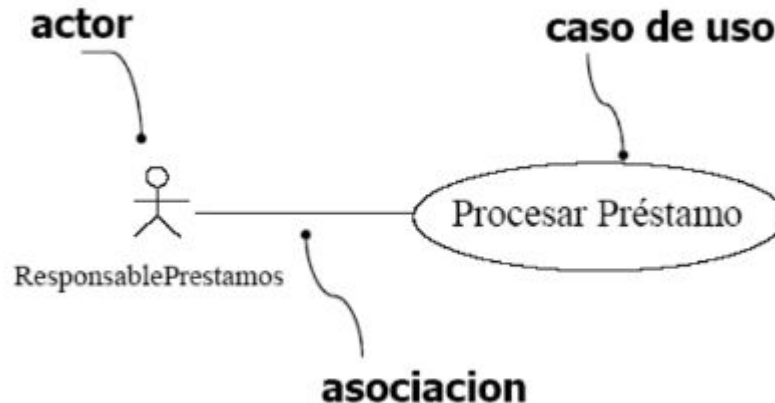 actor
caso de uso
Procesar Préstamo
ResponsablePrestamos
asociacion